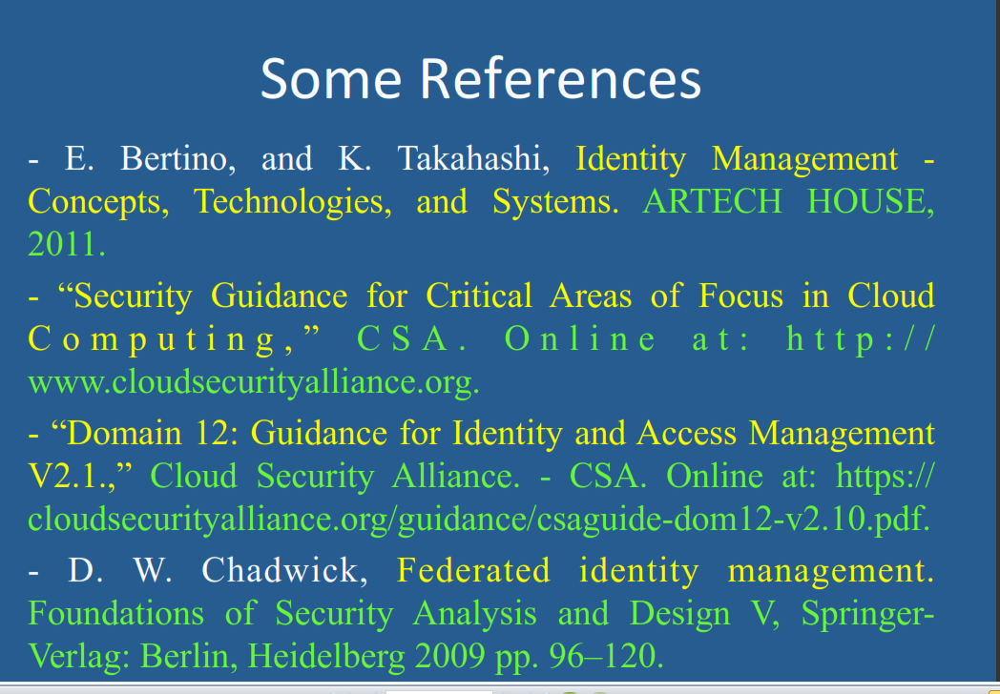 Some References
- E. Bertino, and K. Takahashi, Identity Management -
Concepts, Technologies, and Systems. ARTECH HOUSE,
2011.
- “Security Guidance for Critical Areas of Focus in Cloud
Computing,” CSA. Online at: http://
www.cloudsecurityalliance.org.
- “Domain 12: Guidance for Identity and Access Management
V2.1.,” Cloud Security Alliance. - CSA. Online at: https://
cloudsecurityalliance.org/guidance/csaguide-dom12-v2.10.pdf.
- D. W. Chadwick, Federated identity management.
Foundations of Security Analysis and Design V, Springer-
Verlag: Berlin, Heidelberg 2009 pp. 96–120.